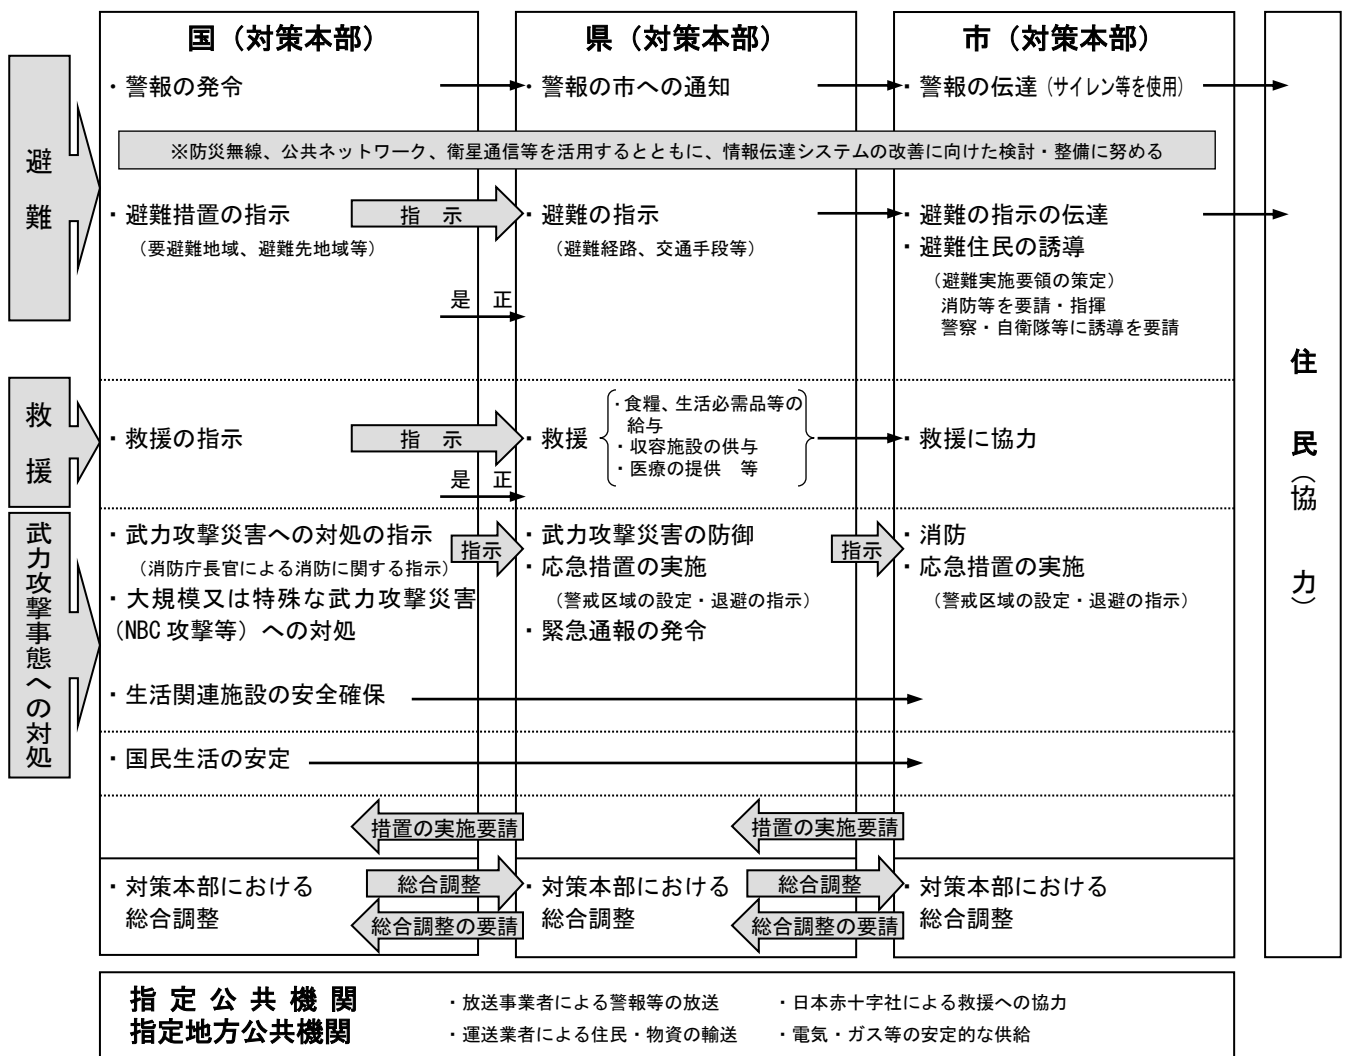 国（対策本部）
県（対策本部）
市（対策本部）
避難
・警報の発令
・警報の市への通知
・警報の伝達（サイレン等を使用）
※防災無線、公共ネットワーク、衛星通信等を活用するとともに、情報伝達システムの改善に向けた検討・整備に努める
・避難措置の指示
（要避難地域、避難先地域等）
指　示
・避難の指示
（避難経路、交通手段等）
・避難の指示の伝達
・避難住民の誘導
（避難実施要領の策定）
消防等を要請・指揮
警察・自衛隊等に誘導を要請
是　正
救援
・救援の指示
指　示
・救援
・食糧、生活必需品等の
給与
・収容施設の供与
・医療の提供　等
・救援に協力
是　正
武力攻撃事態への対処
・武力攻撃災害への対処の指示
（消防庁長官による消防に関する指示）
・大規模又は特殊な武力攻撃災害
（NBC攻撃等）への対処
指示
・武力攻撃災害の防御
・応急措置の実施
（警戒区域の設定・退避の指示）
・緊急通報の発令
指示
・消防
・応急措置の実施
（警戒区域の設定・退避の指示）
・生活関連施設の安全確保
・国民生活の安定
措置の実施要請
措置の実施要請
・対策本部における
総合調整
総合調整
総合調整の要請
・対策本部における
総合調整
総合調整
総合調整の要請
・対策本部における
総合調整
住民（協力）
指定公共機関
指定地方公共機関
・放送事業者による警報等の放送
・日本赤十字社による救援への協力
・運送業者による住民・物資の輸送
・電気・ガス等の安定的な供給